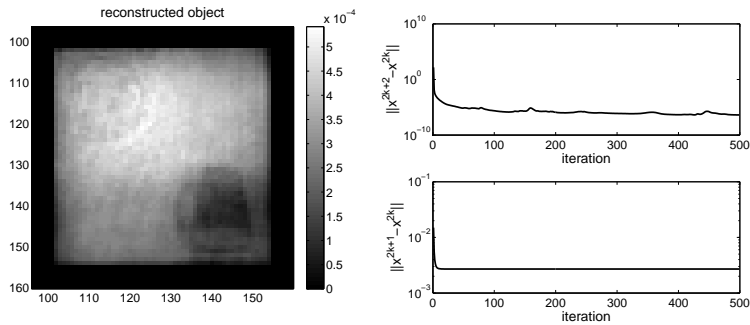 reconstructed object
x 10^-4
100
110
120
130
140
150
160
100 110 120 130 140 150
5
4.5
4
3.5
3
2.5
2
1.5
1
0.5
0
||x^{2k+2}-x^{2k}||
10^10
10^0
10^-10
0 100 200 300 400 500
iteration
||x^{2k+1}-x^{2k}||
10^-1
10^-2
10^-3
0 100 200 300 400 500
iteration